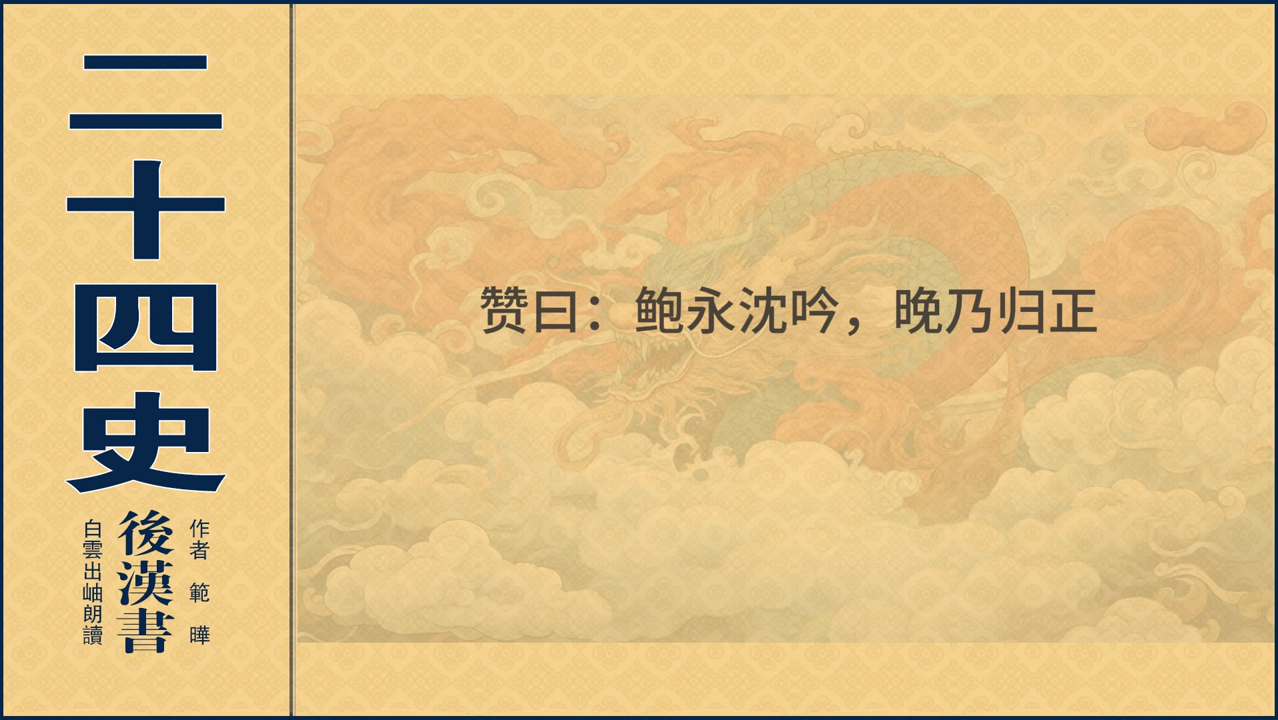 二十四史
作者 範 曄
後漢書
白雲出岫朗讀
赞曰：鲍永沈吟，晚乃归正